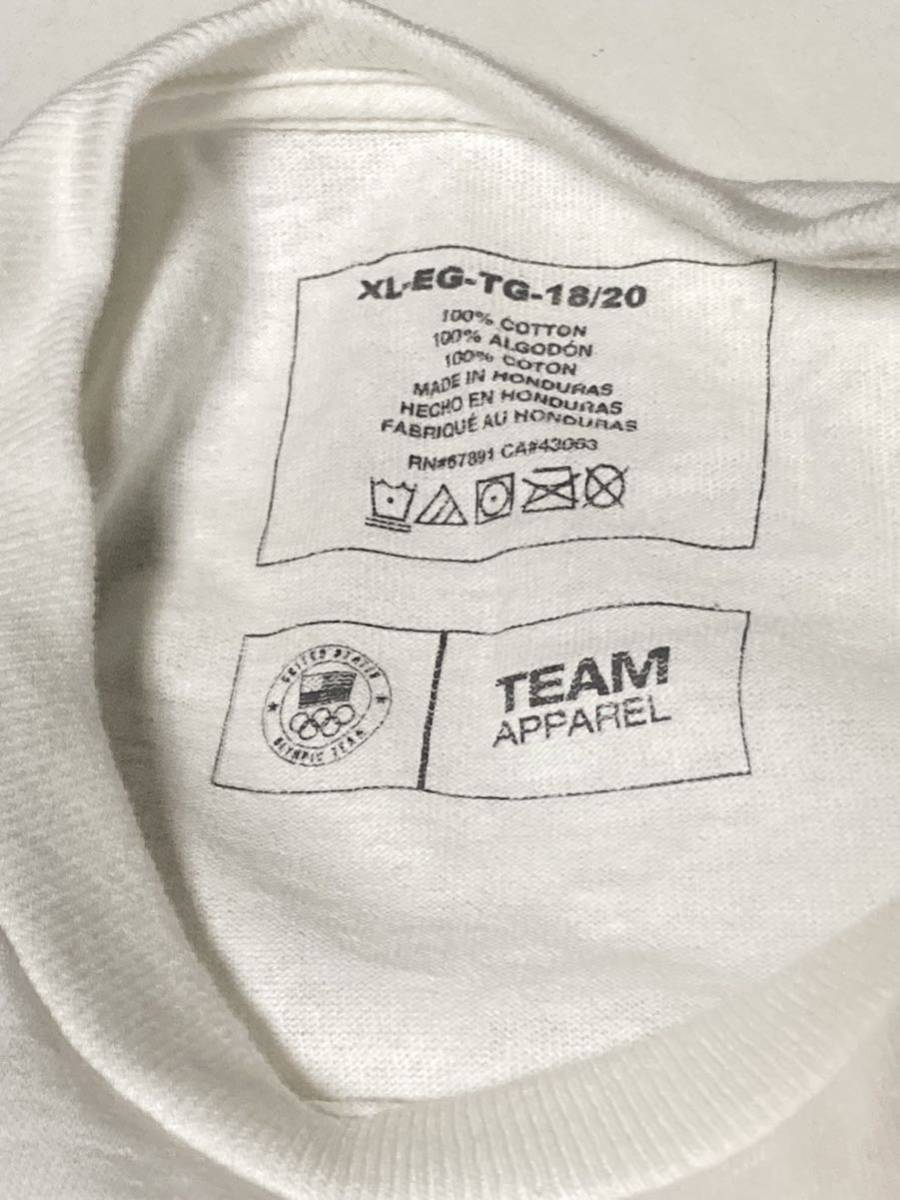 XL-EG-TG-18/20
100% COTTON
100% ALGODÓN
100% COTON
MADE IN HONDURAS
HECHO EN HONDURAS
FABRIQUÉ AU HONDURAS
RN#67891 CA#43063
UNITED STATES
OLYMPIC TEAM
TEAM
APPAREL